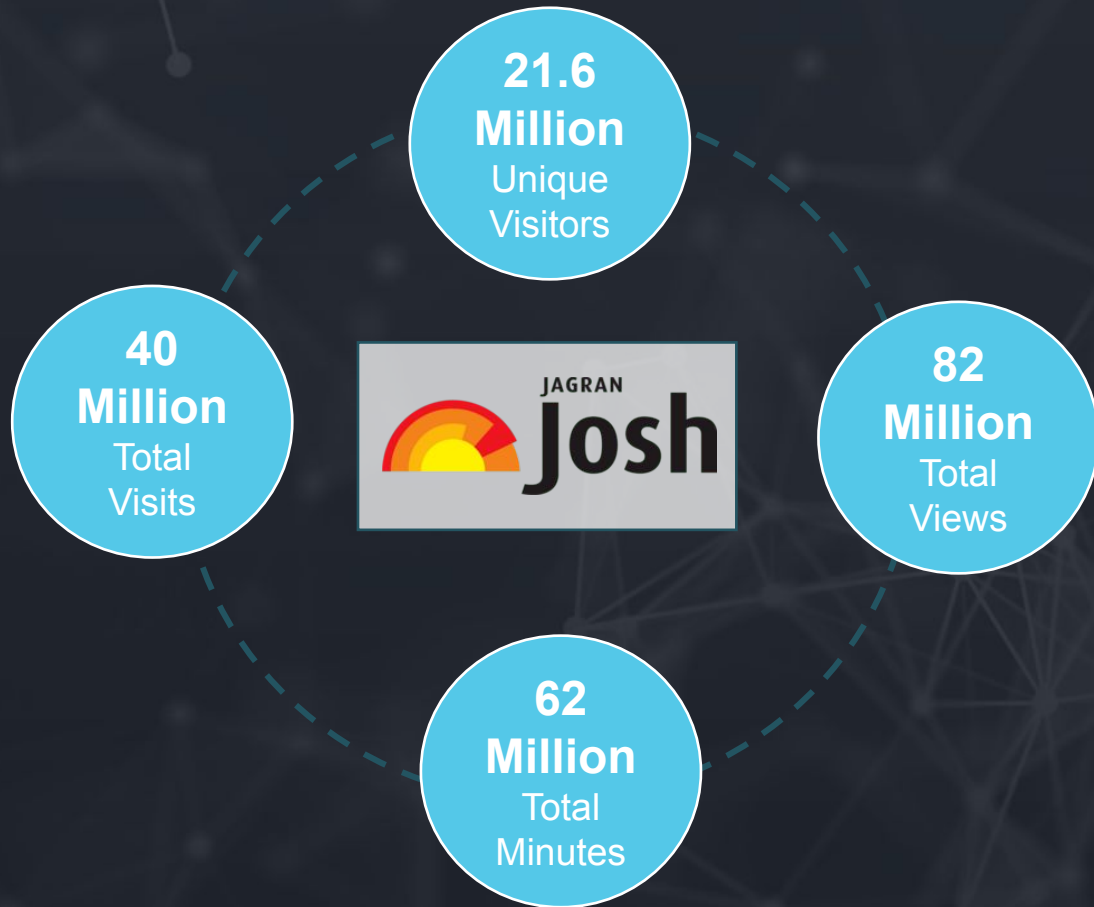 21.6
Million
Unique
Visitors
40
Million
Total
Visits
JAGRAN
Josh
82
Million
Total
Views
62
Million
Total
Minutes